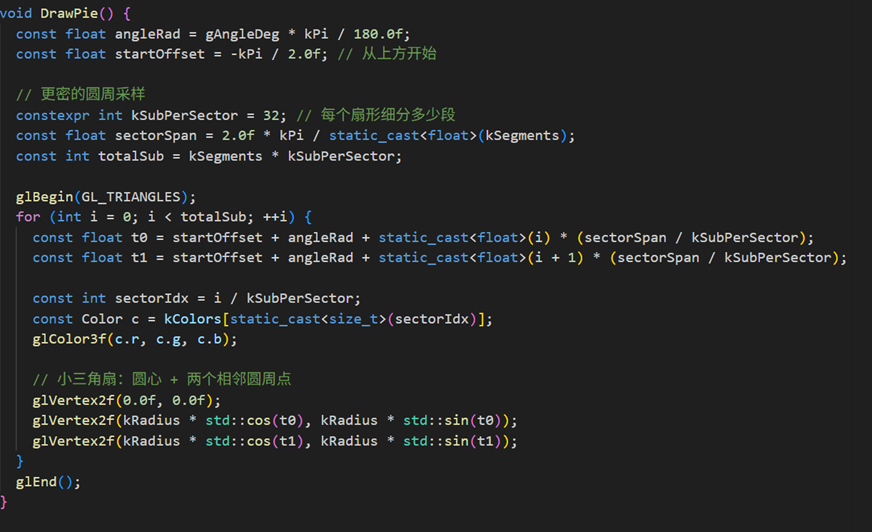 void DrawPie() {
const float angleRad = gAngleDeg * kPi / 180.0f;
const float startOffset = -kPi / 2.0f; // 从上方开始
// 更密的圆周采样
constexpr int kSubPerSector = 32; // 每个扇形细分多少段
const float sectorSpan = 2.0f * kPi / static_cast<float>(kSegments);
const int totalSub = kSegments * kSubPerSector;
glBegin(GL_TRIANGLES);
for (int i = 0; i < totalSub; ++i) {
const float t0 = startOffset + angleRad + static_cast<float>(i) * (sectorSpan / kSubPerSector);
const float t1 = startOffset + angleRad + static_cast<float>(i + 1) * (sectorSpan / kSubPerSector);
const int sectorIdx = i / kSubPerSector;
const Color c = kColors[static_cast<size_t>(sectorIdx)];
glColor3f(c.r, c.g, c.b);
// 小三角扇：圆心 + 两个相邻圆周点
glVertex2f(0.0f, 0.0f);
glVertex2f(kRadius * std::cos(t0), kRadius * std::sin(t0));
glVertex2f(kRadius * std::cos(t1), kRadius * std::sin(t1));
}
glEnd();
}